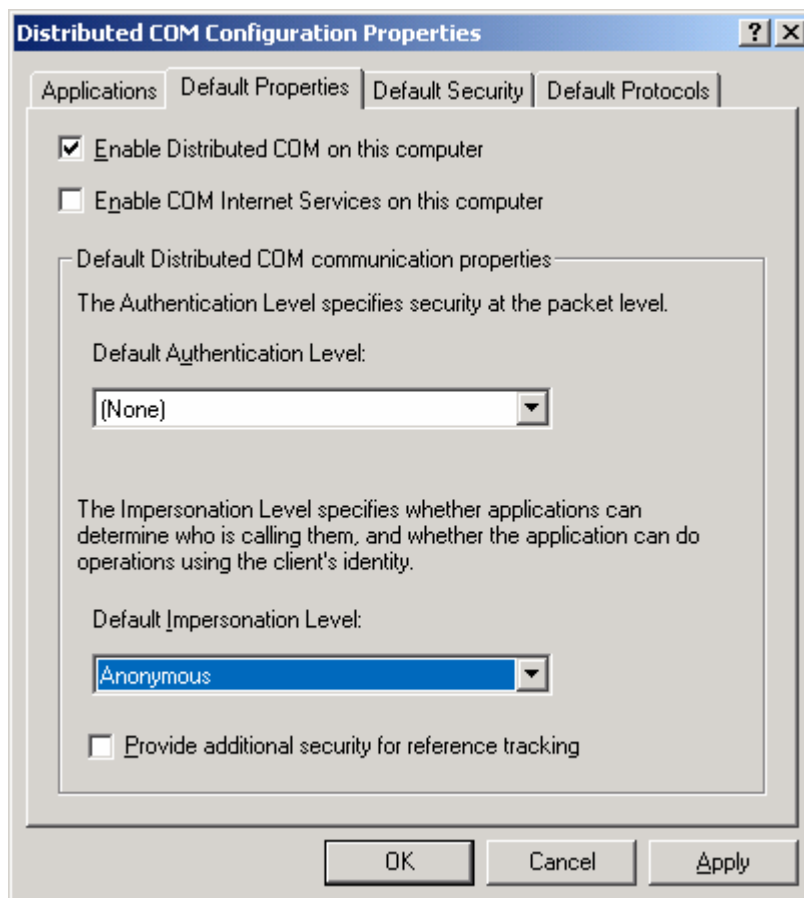 Distributed COM Configuration Properties
Applications Default Properties Default Security Default Protocols
Enable Distributed COM on this computer
Enable COM Internet Services on this computer
Default Distributed COM communication properties
The Authentication Level specifies security at the packet level.
Default Authentication Level:
(None)
The Impersonation Level specifies whether applications can
determine who is calling them, and whether the application can do
operations using the client's identity.
Default Impersonation Level:
Anonymous
Provide additional security for reference tracking
OK Cancel Apply